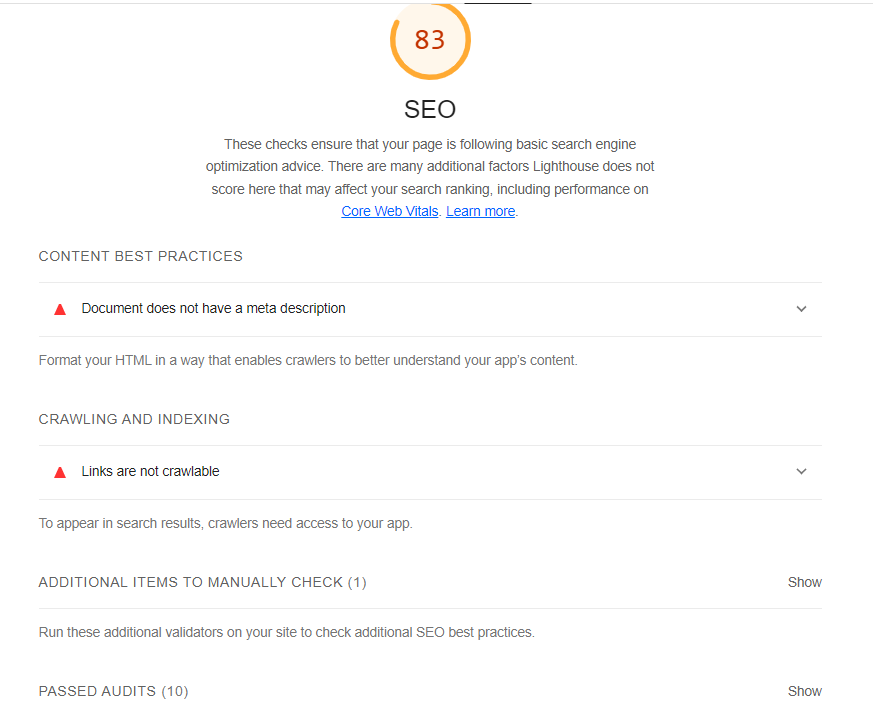 83
SEO
These checks ensure that your page is following basic search engine
optimization advice. There are many additional factors Lighthouse does not
score here that may affect your search ranking, including performance on
Core Web Vitals. Learn more.
CONTENT BEST PRACTICES
Document does not have a meta description
Format your HTML in a way that enables crawlers to better understand your app’s content.
CRAWLING AND INDEXING
Links are not crawlable
To appear in search results, crawlers need access to your app.
ADDITIONAL ITEMS TO MANUALLY CHECK (1) Show
Run these additional validators on your site to check additional SEO best practices.
PASSED AUDITS (10) Show